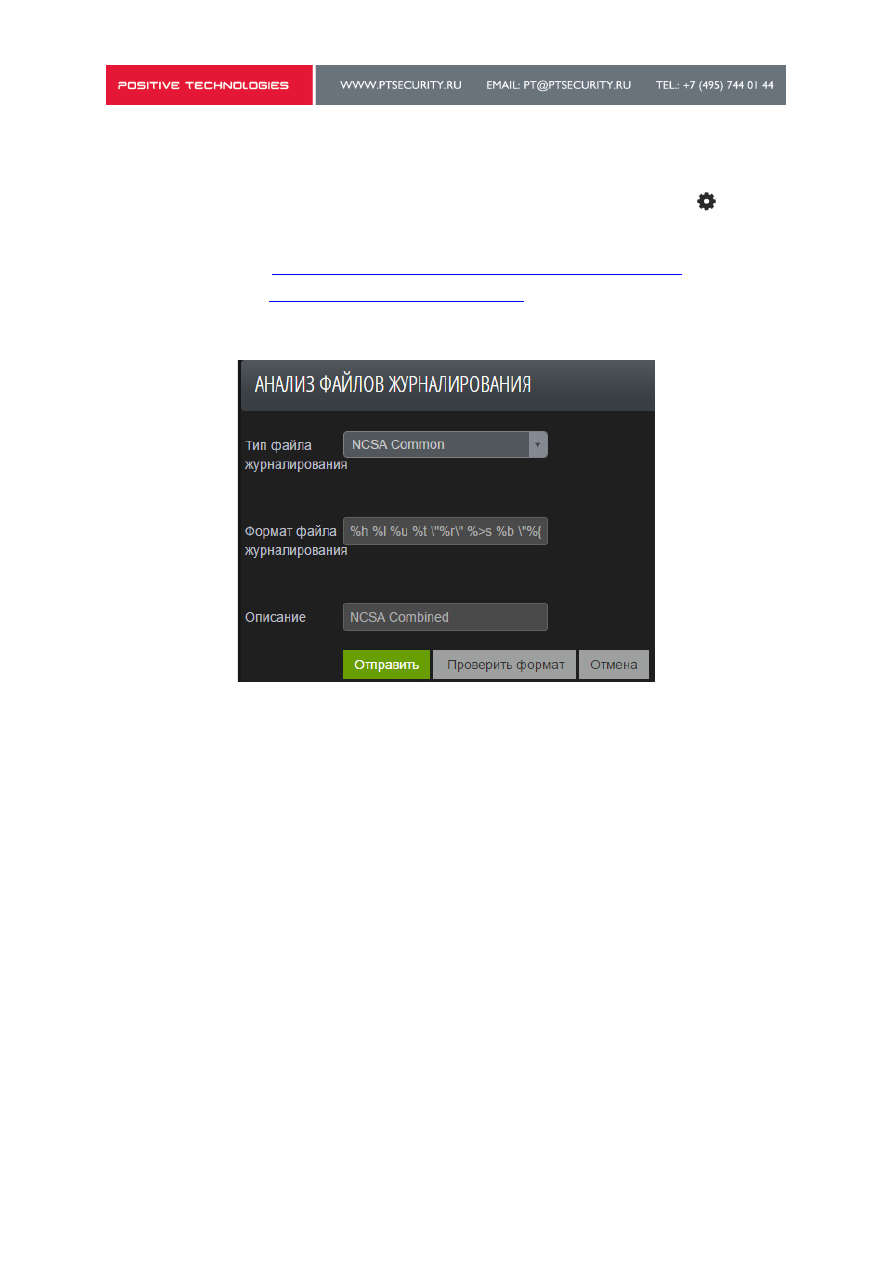 POSITIVE TECHNOLOGIES WWW.PTSECURITY.RU EMAIL: PT@PTSECURITY.RU TEL.: +7 (495) 744 01 44
АНАЛИЗ ФАЙЛОВ ЖУРНАЛИРОВАНИЯ
Тип файла журналирования
NCSA Common
Формат файла журналирования
%h %l %u %t \"%r\" %>s %b \"%{
Описание
NCSA Combined
Отправить Проверить формат Отмена